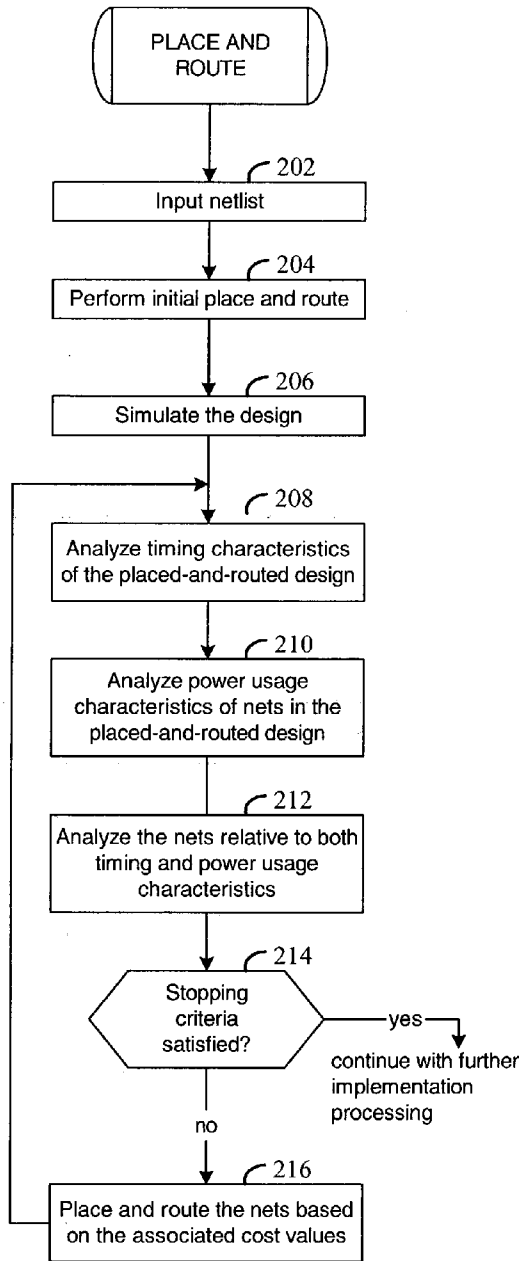 PLACE AND
ROUTE
202
Input netlist
204
Perform initial place and route
206
Simulate the design
208
Analyze timing characteristics
of the placed-and-routed design
210
Analyze power usage
characteristics of nets in the
placed-and-routed design
212
Analyze the nets relative to both
timing and power usage
characteristics
214
Stopping
criteria
satisfied?
yes
continue with further
implementation
processing
no
216
Place and route the nets based
on the associated cost values